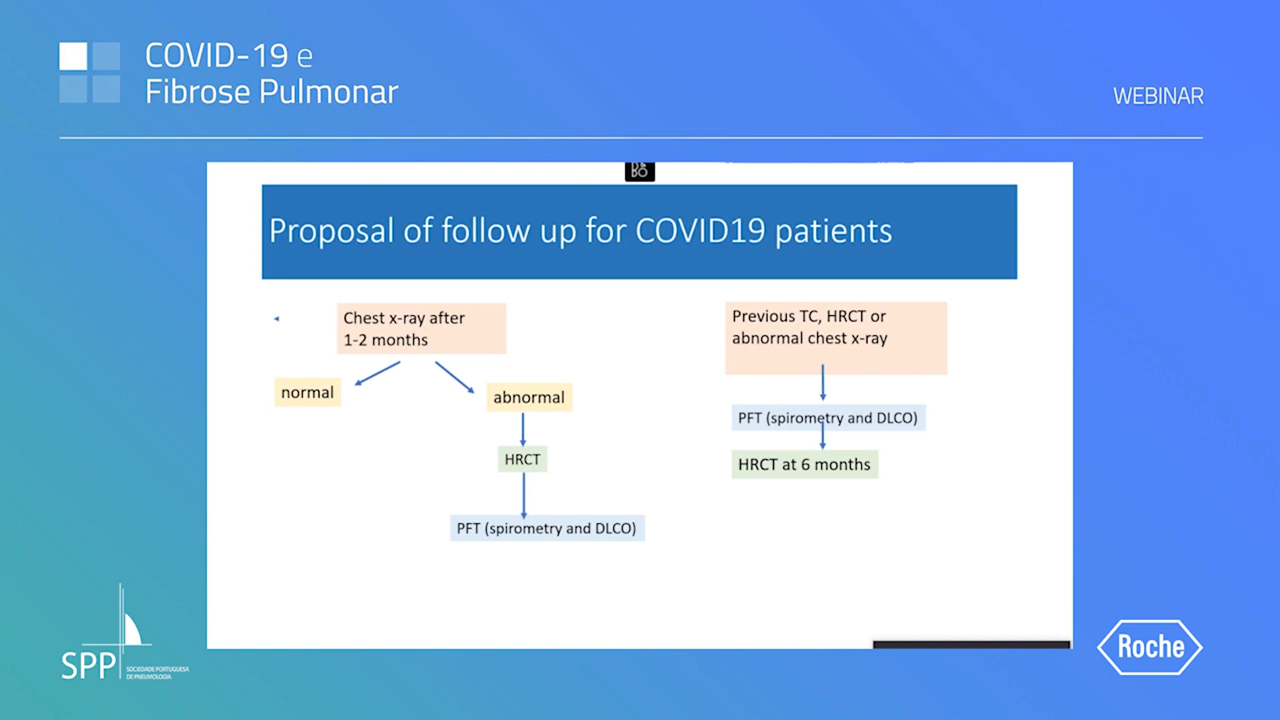 COVID-19 e
Fibrose Pulmonar
WEBINAR
Proposal of follow up for COVID19 patients
Chest x-ray after
1-2 months
normal
abnormal
HRCT
PFT (spirometry and DLCO)
Previous TC, HRCT or
abnormal chest x-ray
PFT (spirometry and DLCO)
HRCT at 6 months
SPP
SOCIEDADE PORTUGUESA
DE PNEUMOLOGIA
Roche